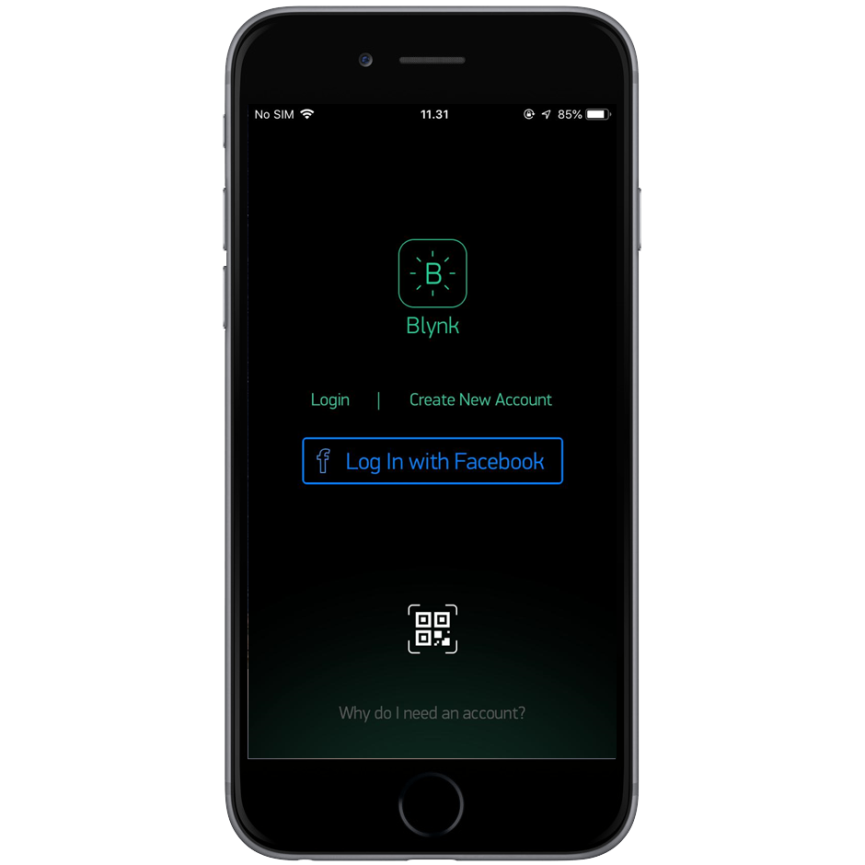 No SIM 11.31 85%
B
Blynk
Login | Create New Account
f Log In with Facebook
Why do I need an account?